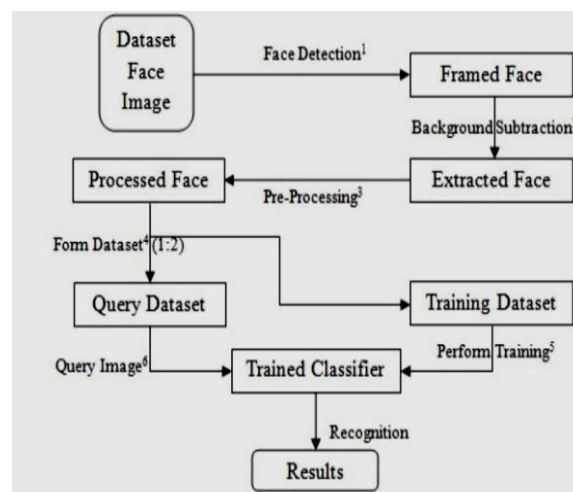 Dataset
Face
Image
Face Detection¹
Framed Face
Background Subtraction
Processed Face
Pre-Processing³
Extracted Face
Form Dataset⁴ (1:2)
Query Dataset
Training Dataset
Query Image⁶
Trained Classifier
Perform Training⁵
Recognition
Results